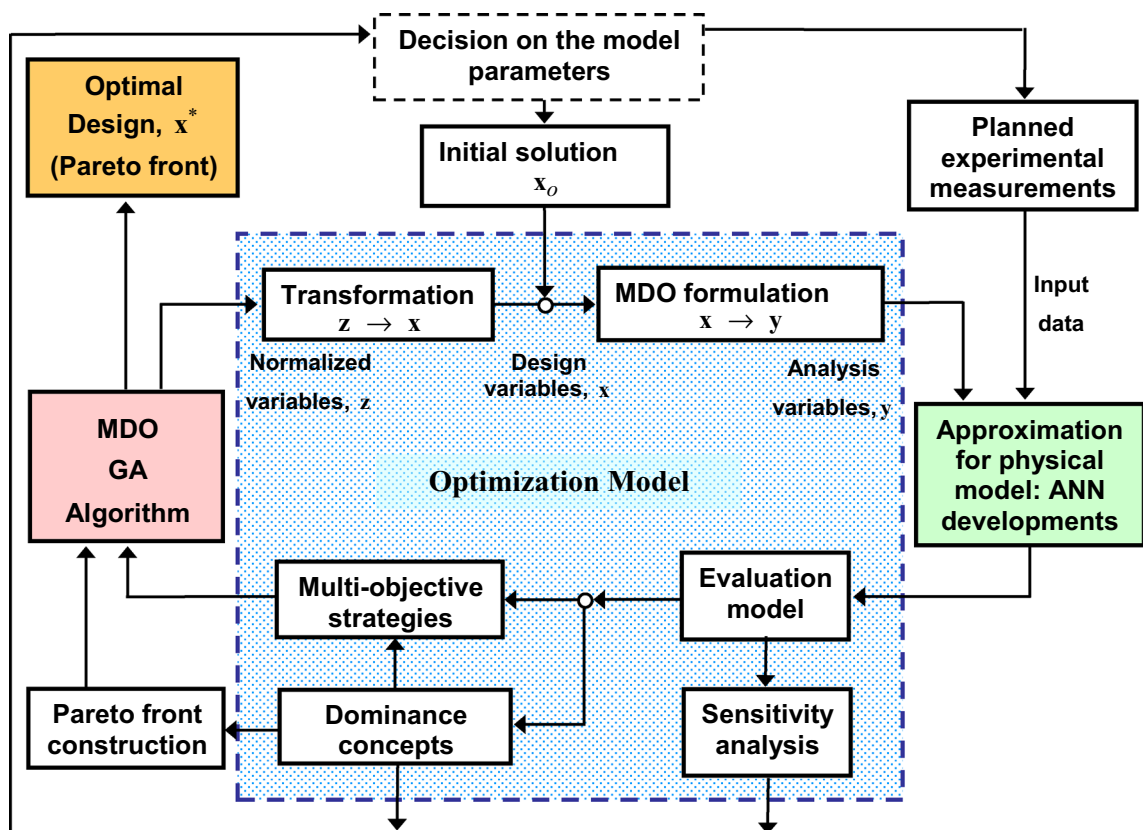 Decision on the model
parameters
Optimal
Design, x*
(Pareto front)
Initial solution
x_O
Planned
experimental
measurements
Transformation
z → x
MDO formulation
x → y
Input
data
Normalized
variables, z
Design
variables, x
Analysis
variables, y
MDO
GA
Algorithm
Optimization Model
Approximation
for physical
model: ANN
developments
Multi-objective
strategies
Evaluation
model
Pareto front
construction
Dominance
concepts
Sensitivity
analysis